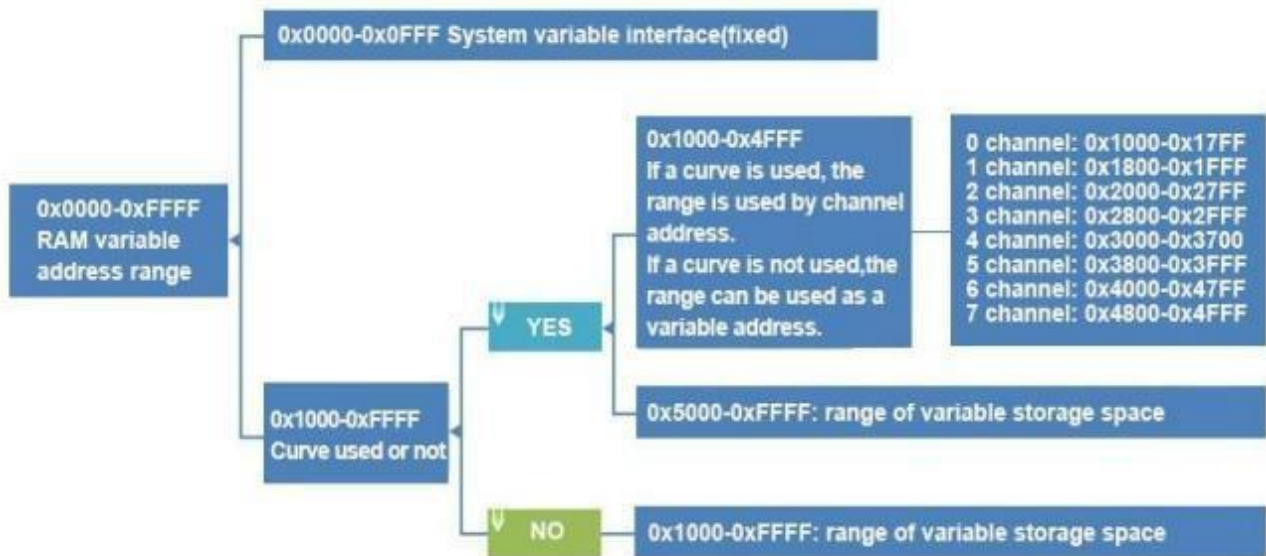 0x0000-0xFFFF
RAM variable
address range
0x0000-0x0FFF System variable interface(fixed)
0x1000-0xFFFF
Curve used or not
YES
0x1000-0x4FFF
If a curve is used, the
range is used by channel
address.
If a curve is not used,the
range can be used as a
variable address.
0 channel: 0x1000-0x17FF
1 channel: 0x1800-0x1FFF
2 channel: 0x2000-0x27FF
3 channel: 0x2800-0x2FFF
4 channel: 0x3000-0x3700
5 channel: 0x3800-0x3FFF
6 channel: 0x4000-0x47FF
7 channel: 0x4800-0x4FFF
0x5000-0xFFFF: range of variable storage space
NO
0x1000-0xFFFF: range of variable storage space